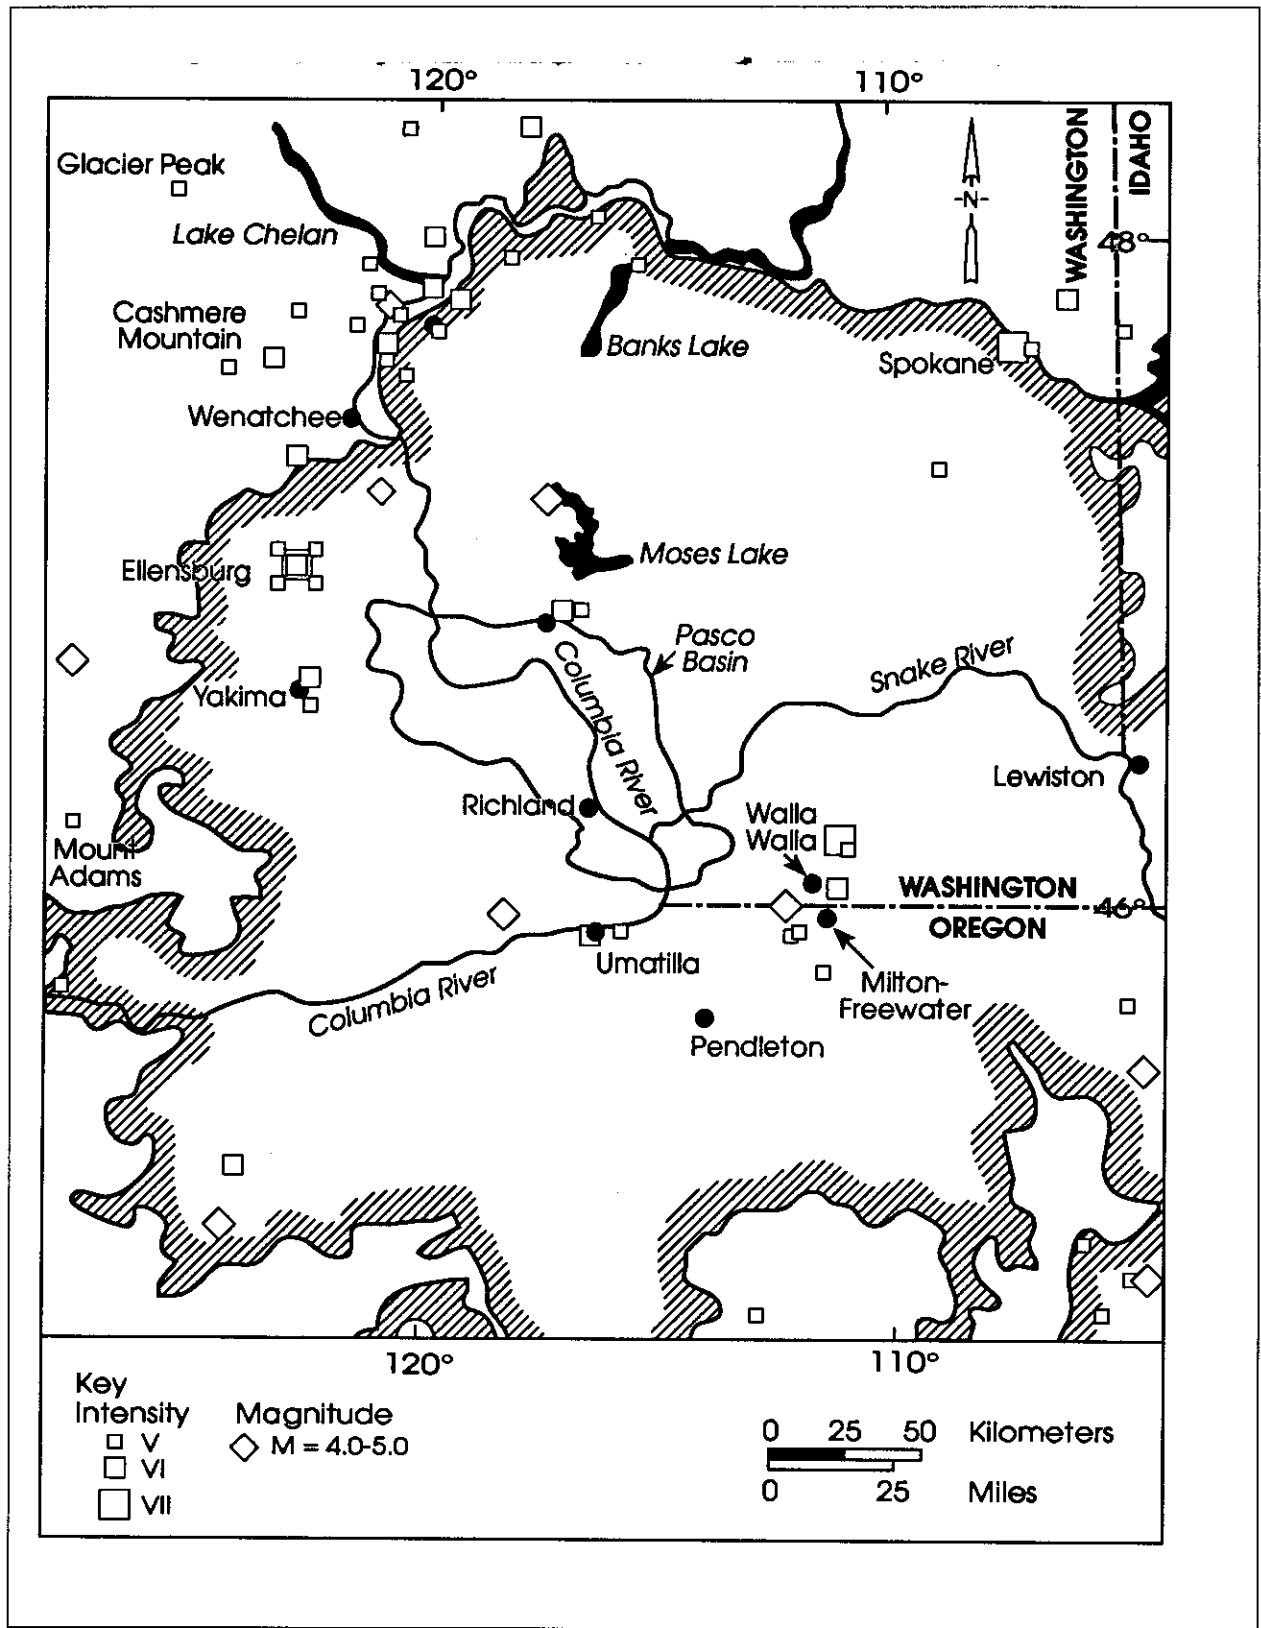 120° 110°
WASHINGTON
IDAHO
Glacier Peak
-N-
Lake Chelan
48°
Cashmere
Mountain
Banks Lake
Spokane
Wenatchee
Moses Lake
Ellensburg
Pasco
Basin
Columbia River
Snake River
Yakima
Lewiston
Richland
Walla
Walla
Mount
Adams
WASHINGTON
46°
OREGON
Umatilla
Milton-
Freewater
Columbia River
Pendleton
120° 110°
Key
Intensity Magnitude
V M = 4.0-5.0
VI
VII
0 25 50 Kilometers
0 25 Miles